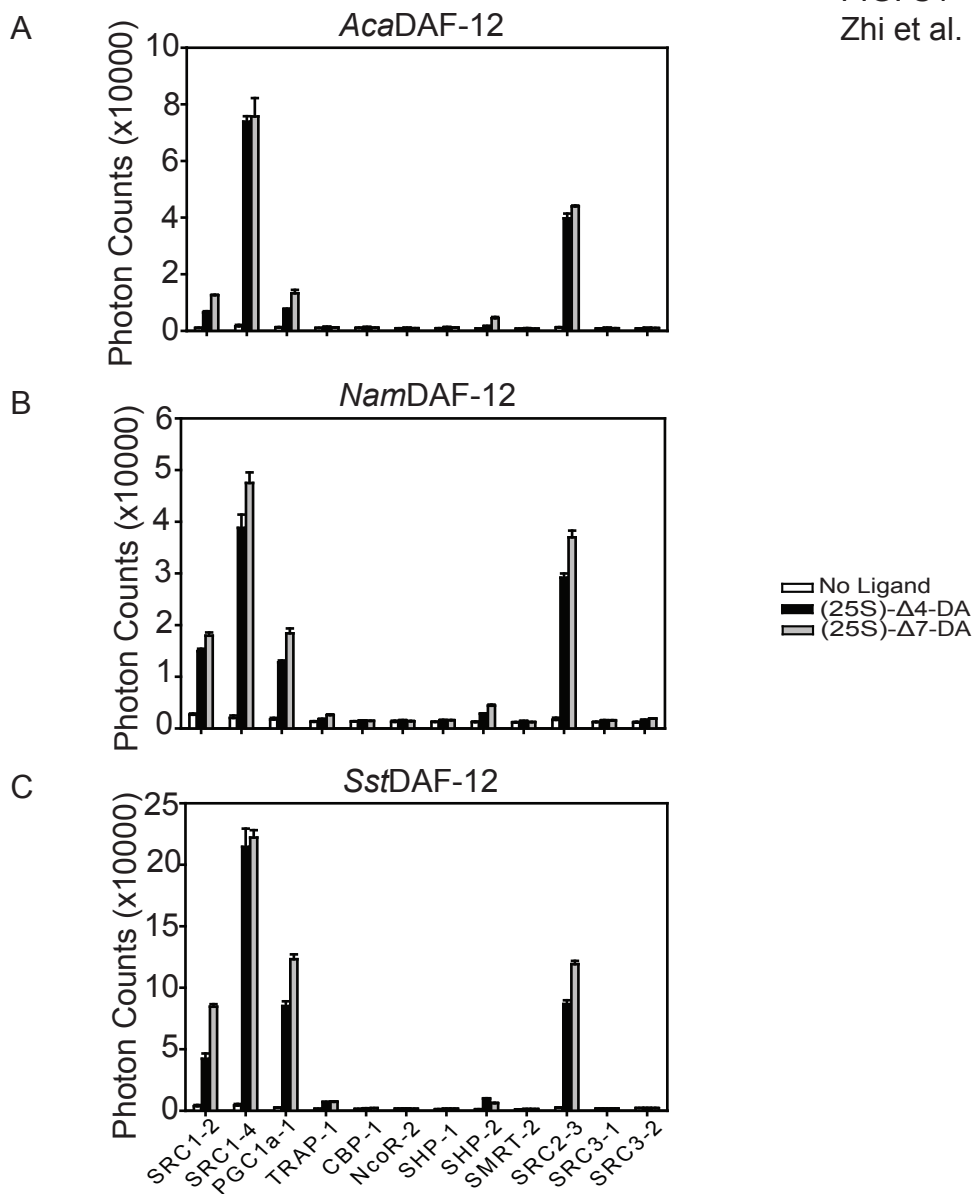 Zhi et al.
A
AcaDAF-12
Photon Counts (x10000)
10
8
6
4
2
0
B
NamDAF-12
Photon Counts (x10000)
6
5
4
3
2
1
0
No Ligand
(25S)-Δ4-DA
(25S)-Δ7-DA
C
SstDAF-12
Photon Counts (x10000)
25
20
15
10
5
0
SRC1-2
SRC1-4
PGC1a-1
TRAP-1
CBP-1
NcoR-2
SHP-1
SHP-2
SMRT-2
SRC2-3
SRC3-1
SRC3-2